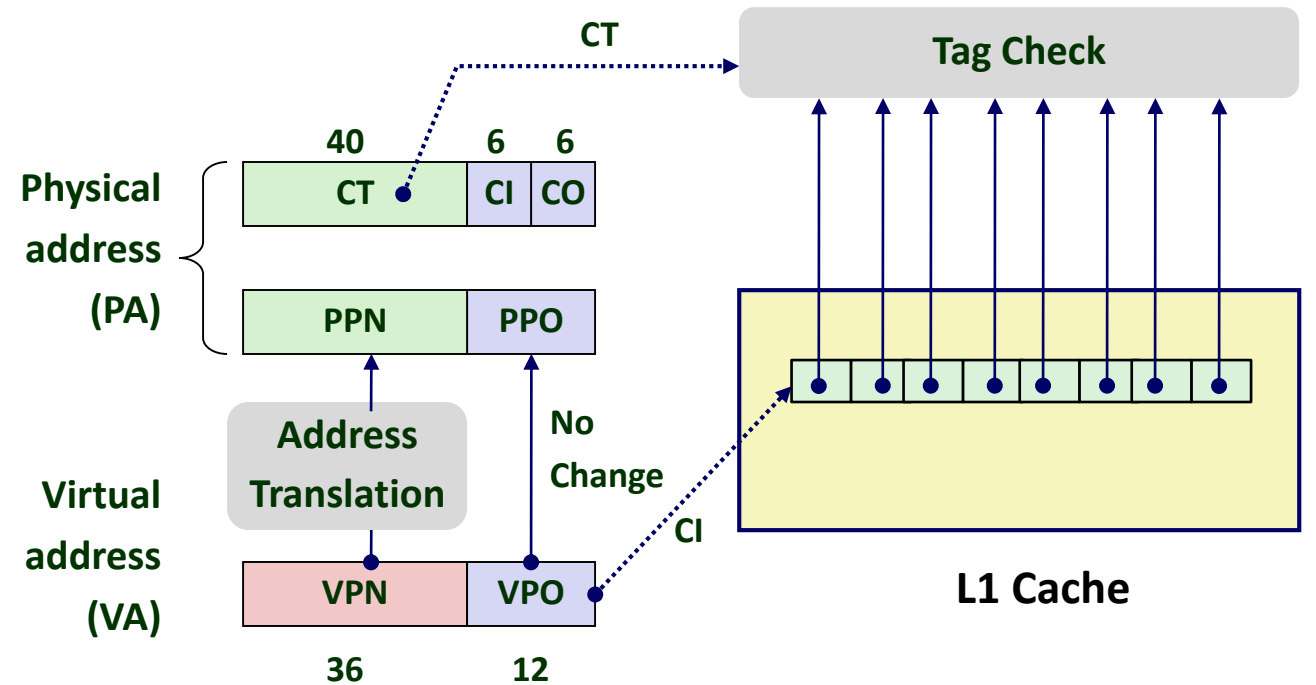 CT
Tag Check
40
6
6
Physical
address
(PA)
CT
CI
CO
PPN
PPO
Address
Translation
No
Change
Virtual
address
(VA)
CI
VPN
VPO
L1 Cache
36
12